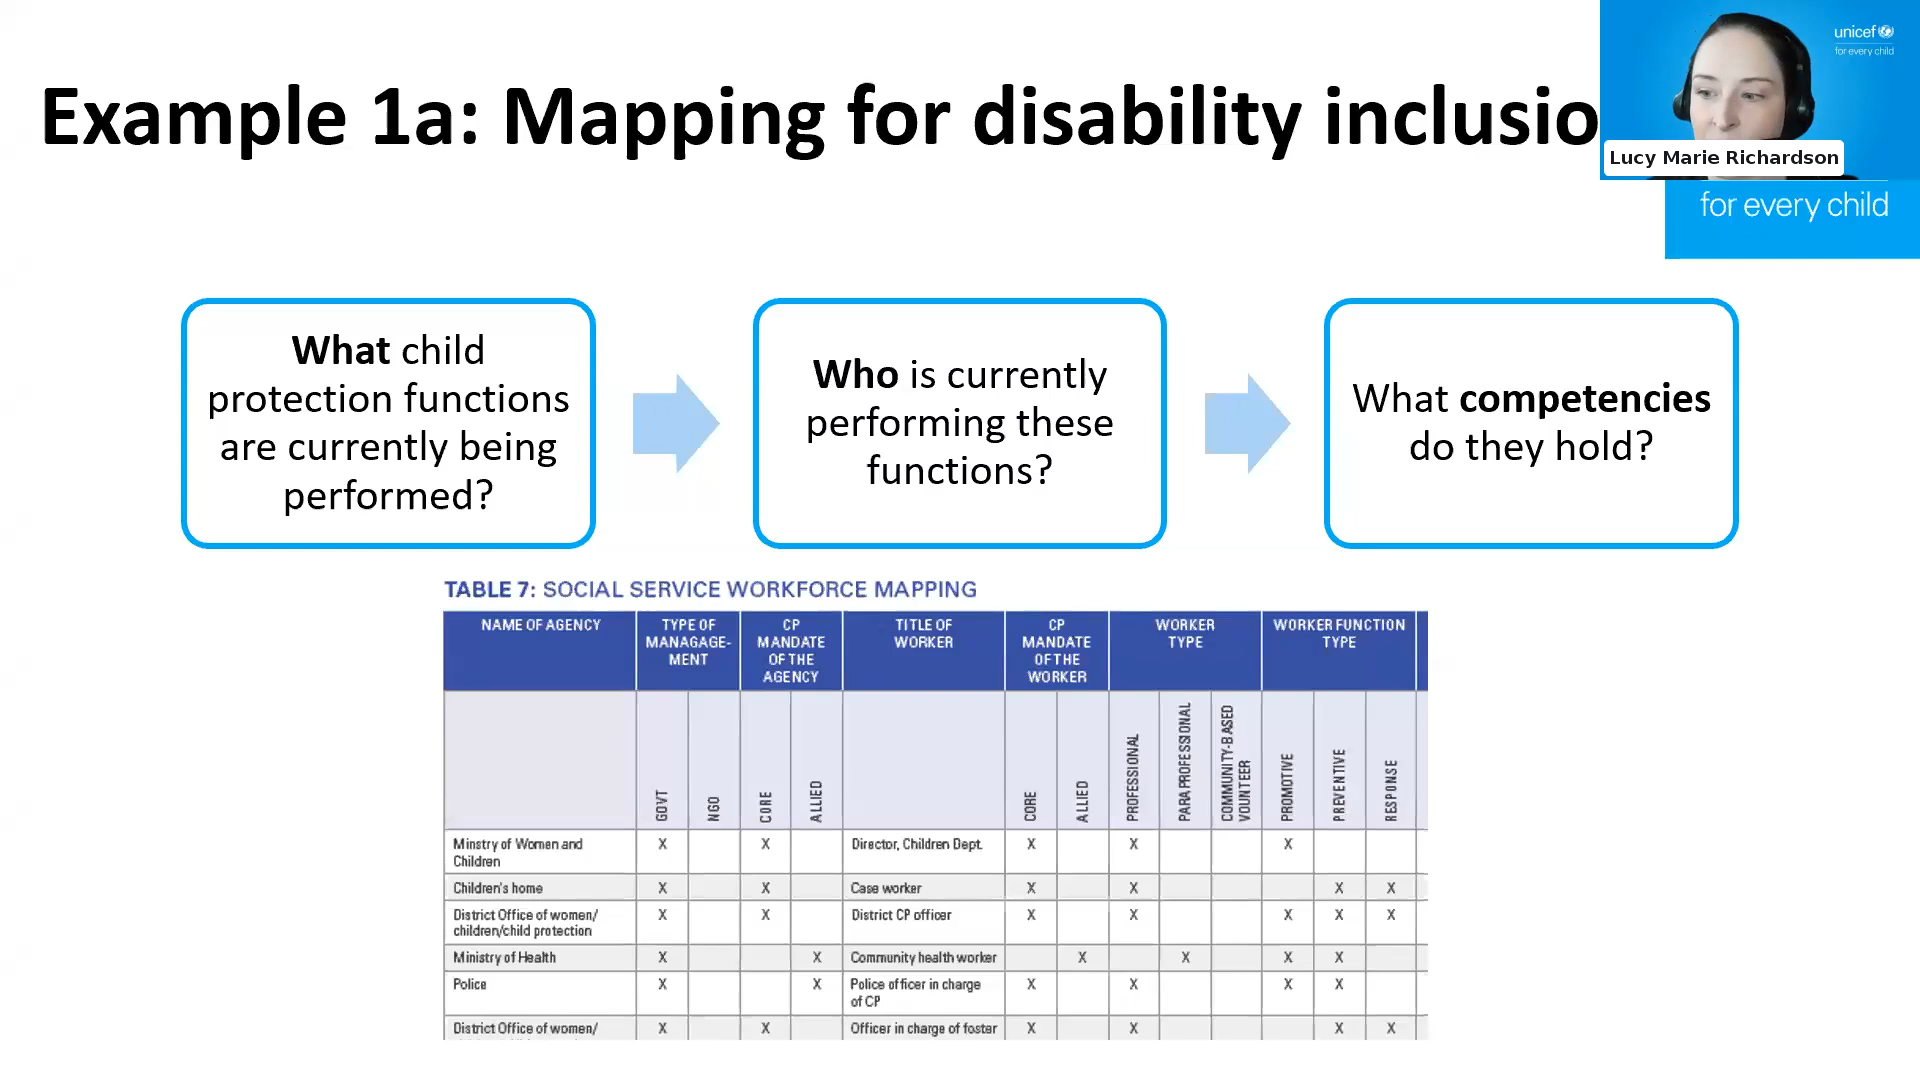 Example 1a: Mapping for disability inclusio
unicef
for every child
Lucy Marie Richardson
for every child
What child
protection functions
are currently being
performed?
Who is currently
performing these
functions?
What competencies
do they hold?
TABLE 7: SOCIAL SERVICE WORKFORCE MAPPING
NAME OF AGENCY
TYPE OF
MANAGAGE-
MENT
CP
MANDATE
OF THE
AGENCY
TITLE OF
WORKER
CP
MANDATE
OF THE
WORKER
WORKER
TYPE
WORKER FUNCTION
TYPE
GOVT
NGO
CORE
ALLIED
CORE
ALLIED
PROFESSIONAL
PARAPROFESSIONAL
COMMUNITY-BASED
VOUNTEER
PROMOTIVE
PREVENTIVE
RESPONSE
Minstry of Women and
Children
X X Director, Children Dept. X X X
Children's home X X Case worker X X X X
District Office of women/
children/child protection
X X District CP officer X X X X X
Ministry of Health X X Community health worker X X X X
Police X X Police officer in charge
of CP
X X X X
District Office of women/ X X Officer in charge of foster X X X X